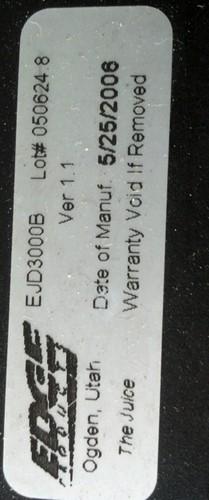 EDGE
PRODUCTS
EJD3000B Lot# 050624.8
Ver 1.1
Ogden, Utah Date of Manuf. 5/25/2006
The Juice Warranty Void If Removed